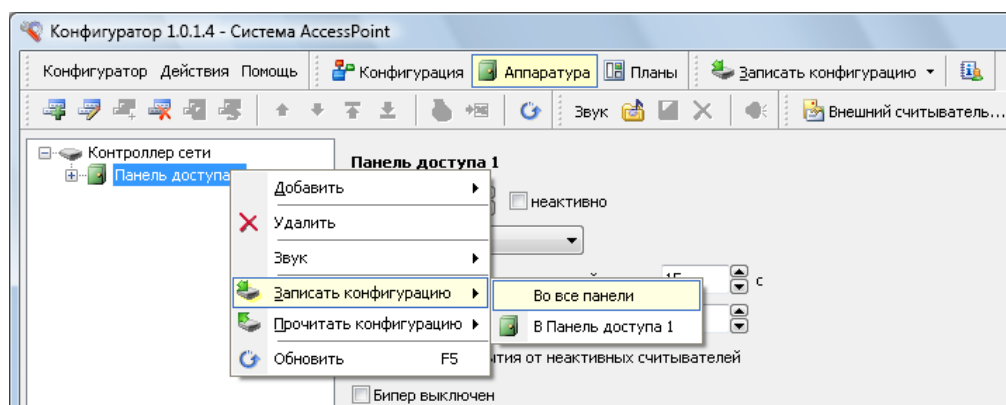 Конфигуратор 1.0.1.4 - Система AccessPoint
Конфигуратор Действия Помощь Конфигурация Аппаратура Планы Записать конфигурацию
Звук Внешний считыватель...
Контроллер сети
Панель доступа
Панель доступа 1
неактивно
Добавить
Удалить
Звук
Записать конфигурацию
Прочитать конфигурацию
Обновить F5
Во все панели
В Панель доступа 1
15 с
от неактивных считывателей
Бипер выключен